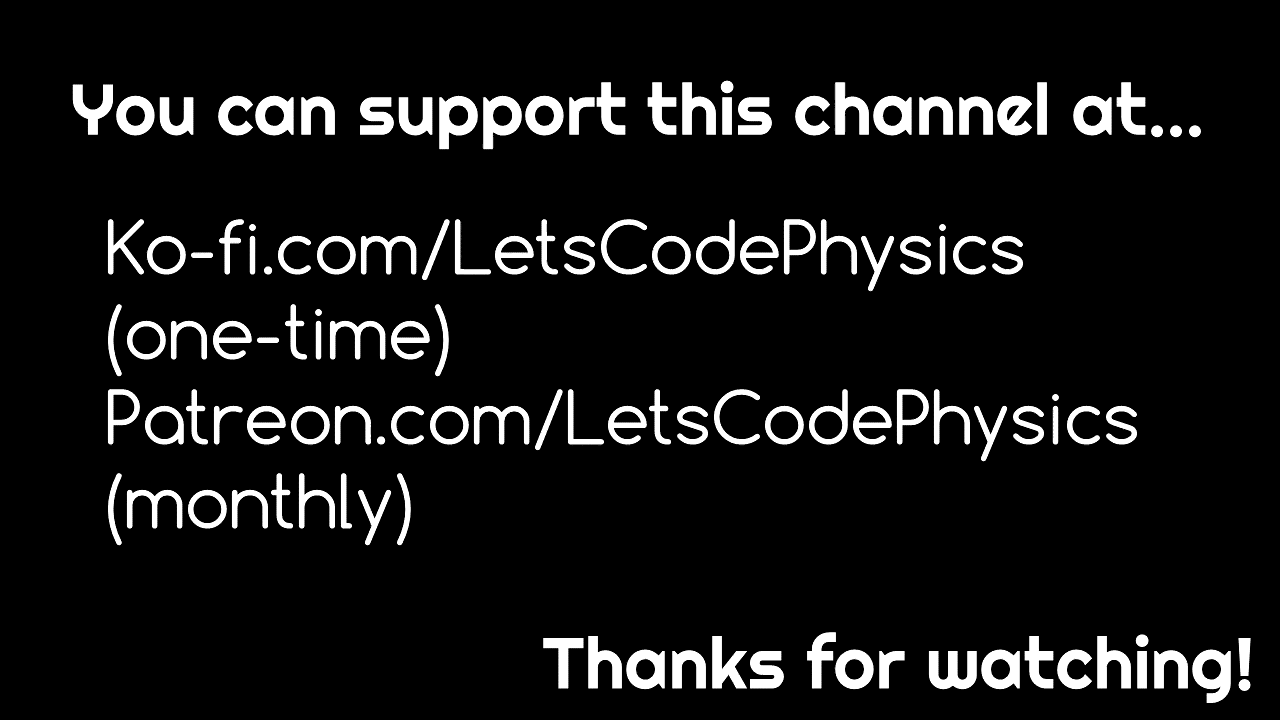 You can support this channel at...
Ko-fi.com/LetsCodePhysics
(one-time)
Patreon.com/LetsCodePhysics
(monthly)
Thanks for watching!